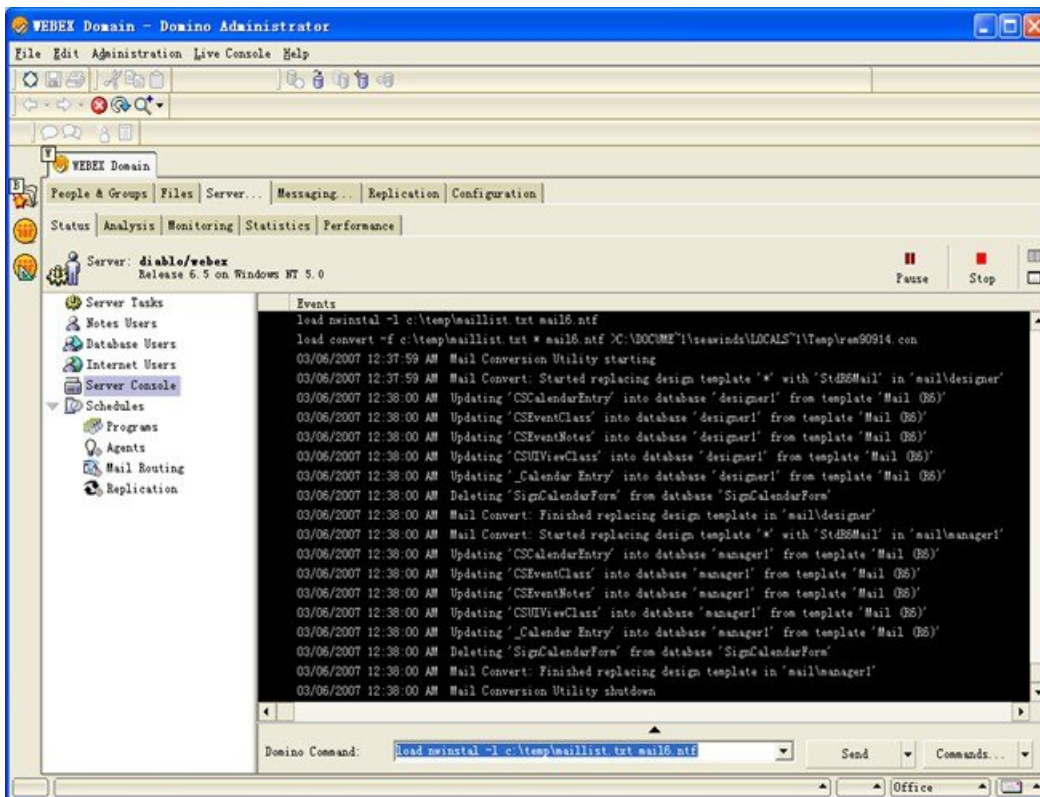 WEBEX Domain - Domino Administrator
File Edit Administration Live Console Help
WEBEX Domain
People & Groups Files Server... Messaging... Replication Configuration
Status Analysis Monitoring Statistics Performance
Server: diablo/webex
Release 6.5 on Windows NT 5.0
Pause Stop
Server Tasks
Notes Users
Database Users
Internet Users
Server Console
Schedules
Programs
Agents
Mail Routing
Replication
Events
load nwinstal -l c:\temp\maillist.txt mail6.ntf
load convert -f c:\temp\maillist.txt * mail6.ntf >C:\DOCUME~1\seawinds\LOCALS~1\Temp\rem90914.con
03/06/2007 12:37:59 AM Mail Conversion Utility starting
03/06/2007 12:37:59 AM Mail Convert: Started replacing design template '*' with 'StdR6Mail' in 'mail\designer'
03/06/2007 12:38:00 AM Updating 'CSCalendarEntry' into database 'designer1' from template 'Mail (R6)'
03/06/2007 12:38:00 AM Updating 'CSEventClass' into database 'designer1' from template 'Mail (R6)'
03/06/2007 12:38:00 AM Updating 'CSEventNotes' into database 'designer1' from template 'Mail (R6)'
03/06/2007 12:38:00 AM Updating 'CSUIViewClass' into database 'designer1' from template 'Mail (R6)'
03/06/2007 12:38:00 AM Updating '_Calendar Entry' into database 'designer1' from template 'Mail (R6)'
03/06/2007 12:38:00 AM Deleting 'SignCalendarForm' from database 'SignCalendarForm'
03/06/2007 12:38:00 AM Mail Convert: Finished replacing design template in 'mail\designer'
03/06/2007 12:38:00 AM Mail Convert: Started replacing design template '*' with 'StdR6Mail' in 'mail\manager1'
03/06/2007 12:38:00 AM Updating 'CSCalendarEntry' into database 'manager1' from template 'Mail (R6)'
03/06/2007 12:38:00 AM Updating 'CSEventClass' into database 'manager1' from template 'Mail (R6)'
03/06/2007 12:38:00 AM Updating 'CSEventNotes' into database 'manager1' from template 'Mail (R6)'
03/06/2007 12:38:00 AM Updating 'CSUIViewClass' into database 'manager1' from template 'Mail (R6)'
03/06/2007 12:38:00 AM Updating '_Calendar Entry' into database 'manager1' from template 'Mail (R6)'
03/06/2007 12:38:00 AM Deleting 'SignCalendarForm' from database 'SignCalendarForm'
03/06/2007 12:38:00 AM Mail Convert: Finished replacing design template in 'mail\manager1'
03/06/2007 12:38:00 AM Mail Conversion Utility shutdown
Domino Command: load nwinstal -l c:\temp\maillist.txt mail6.ntf Send Commands...
Office